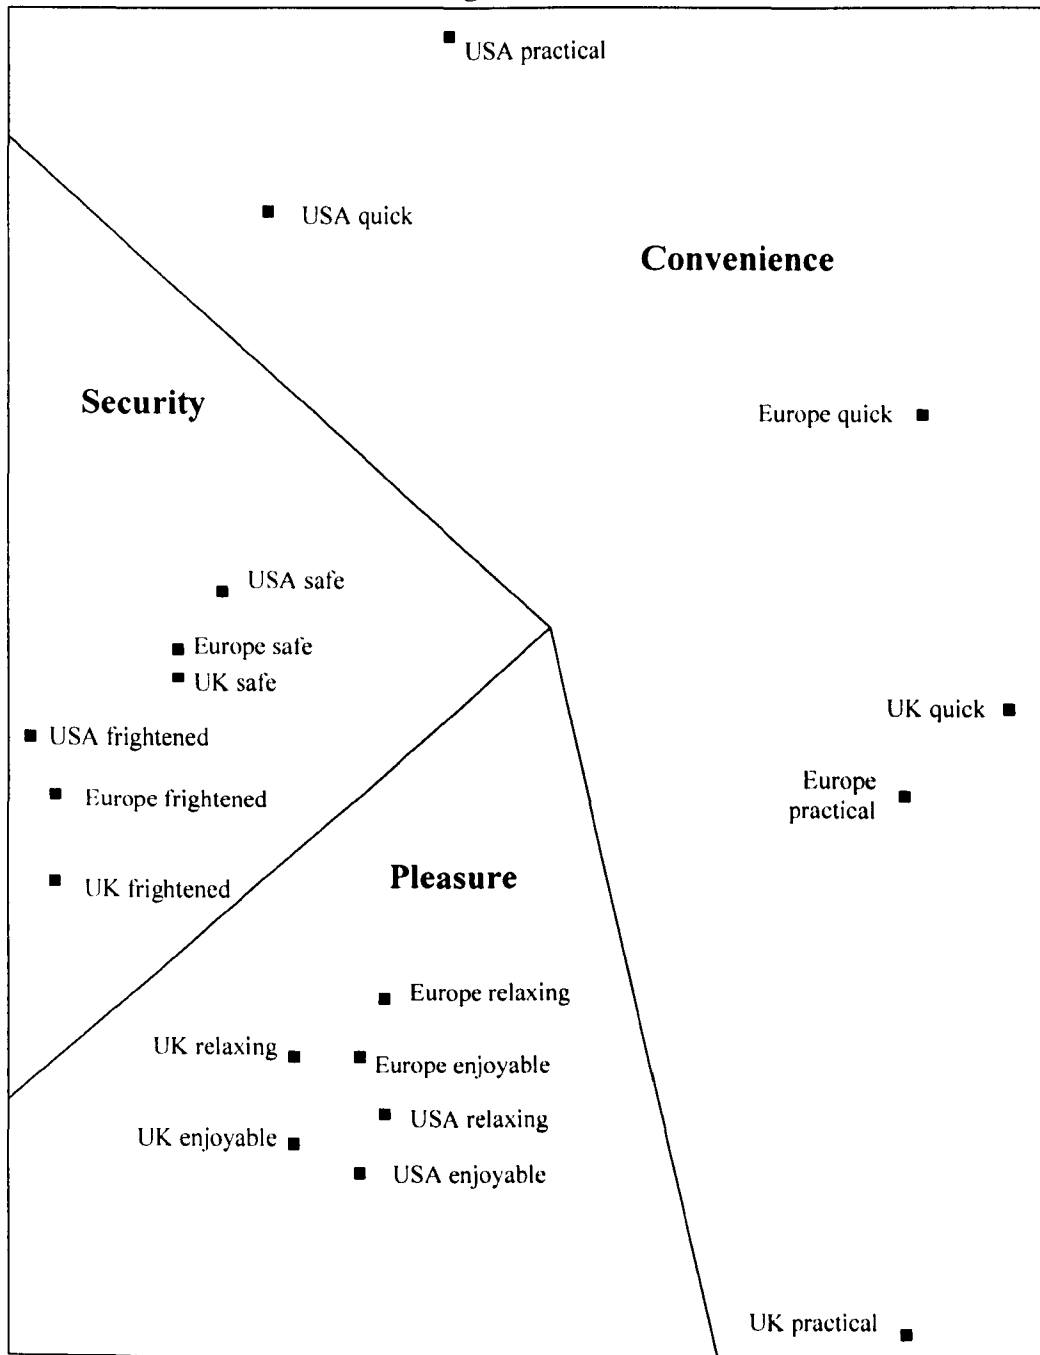 USA practical
USA quick
Convenience
Security
Europe quick
USA safe
Europe safe
UK safe
UK quick
USA frightened
Europe
practical
Europe frightened
Pleasure
UK frightened
Europe relaxing
UK relaxing
Europe enjoyable
USA relaxing
UK enjoyable
USA enjoyable
UK practical